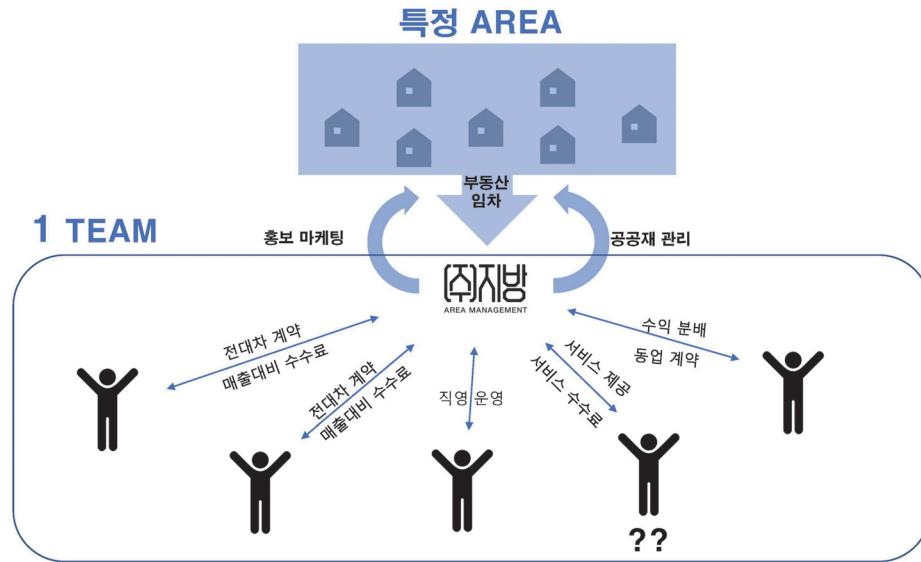 특정 AREA
부동산
임차
1 TEAM
홍보 마케팅
공공재 관리
(주)지방
AREA MANAGEMENT
전대차 계약
매출대비 수수료
전대차 계약
매출대비 수수료
직영 운영
서비스 제공
서비스 수수료
수익 분배
동업 계약
??